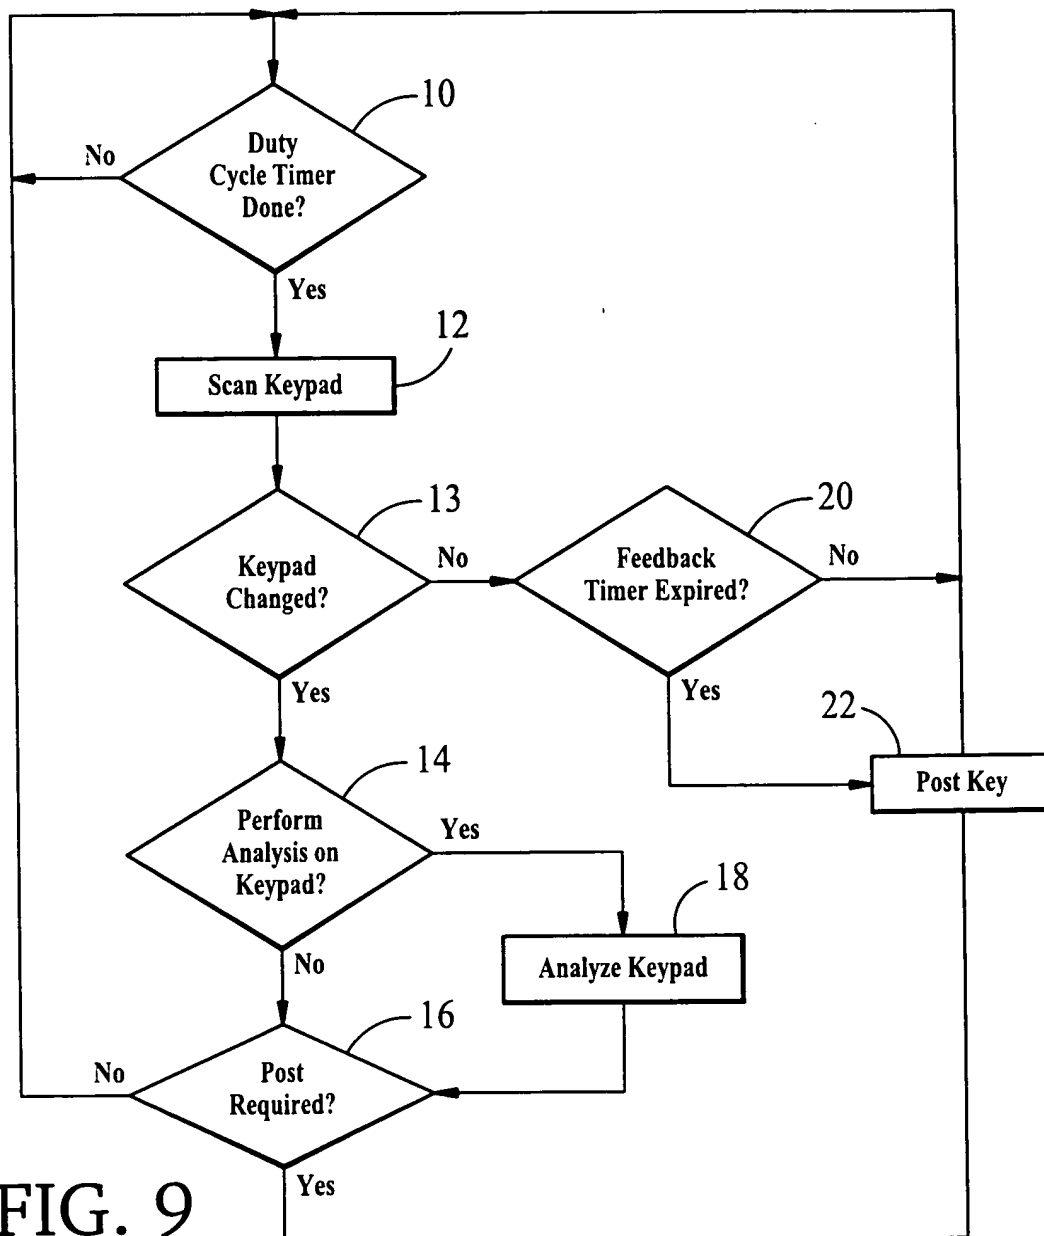 10
Duty
Cycle Timer
Done?
No
Yes
12
Scan Keypad
13
Keypad
Changed?
No
Yes
20
Feedback
Timer Expired?
No
Yes
22
Post Key
14
Perform
Analysis on
Keypad?
Yes
No
18
Analyze Keypad
16
Post
Required?
No
Yes
FIG. 9